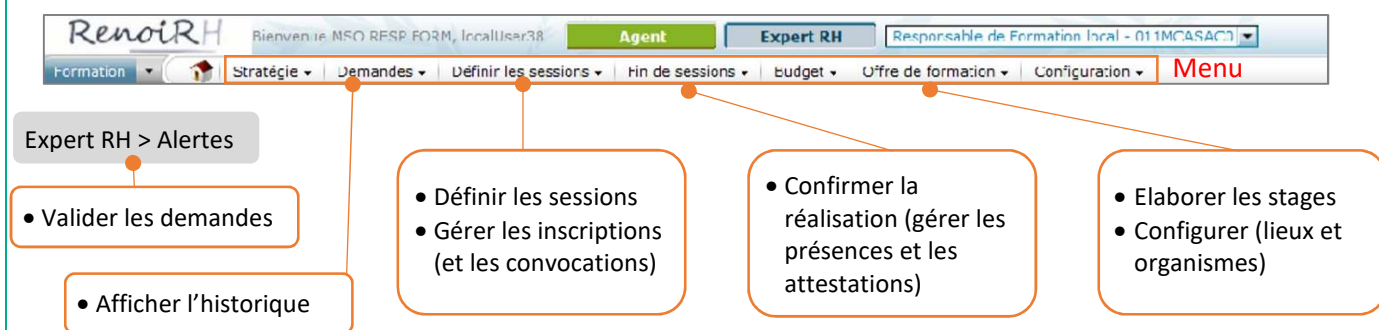 RenoiRH
Bienvenue MSO RESP FORM, localUser38 Agent Expert RH Responsable de Formation local - 011MCASAC0
Formation Stratégie Demandes Définir les sessions Fin de sessions Budget Offre de formation Configuration Menu
Expert RH > Alertes
• Valider les demandes
• Afficher l’historique
• Définir les sessions
• Gérer les inscriptions
(et les convocations)
• Confirmer la
réalisation (gérer les
présences et les
attestations)
• Elaborer les stages
• Configurer (lieux et
organismes)